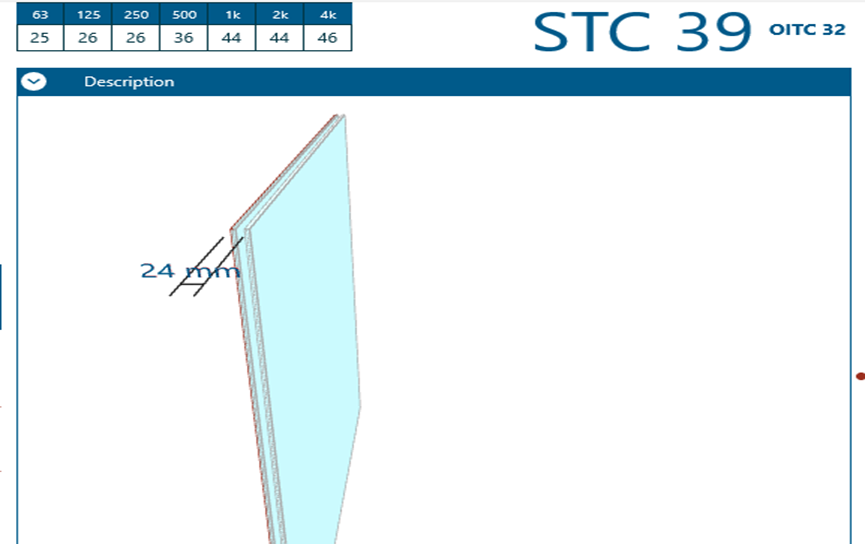 63 125 250 500 1k 2k 4k
25 26 26 36 44 44 46
STC 39 OITC 32
Description
24 mm